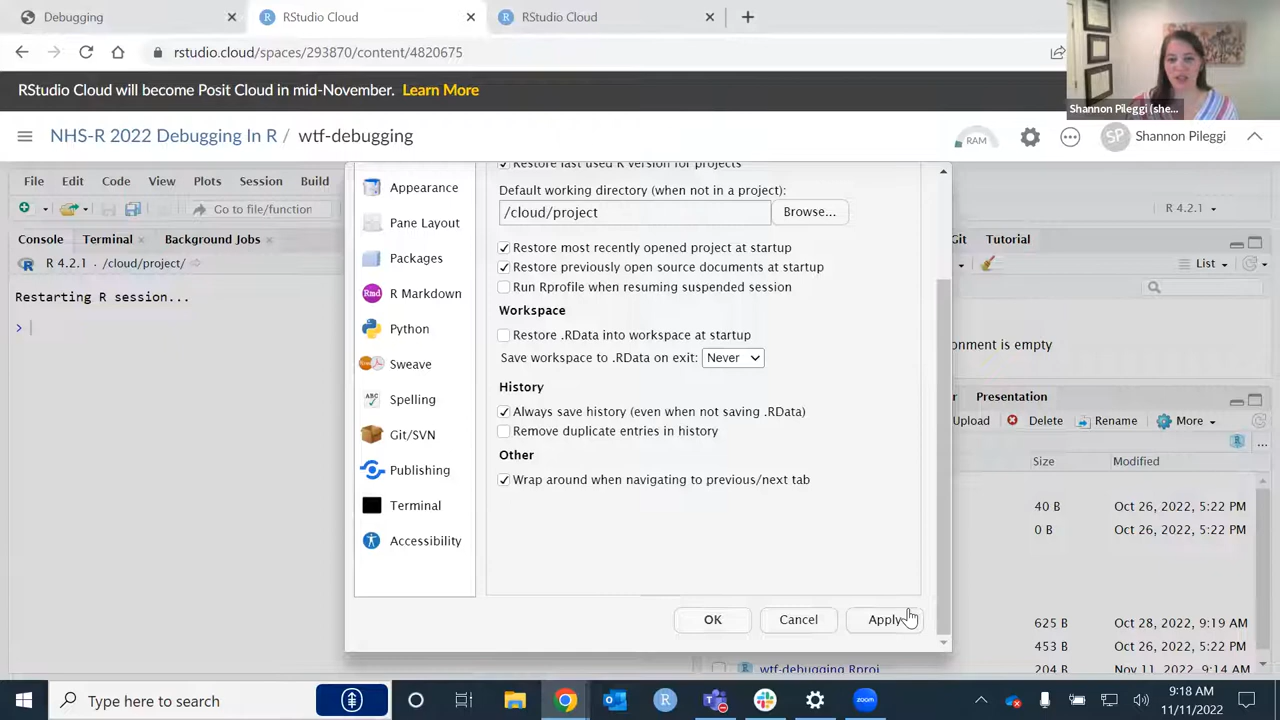 Debugging
RStudio Cloud
RStudio Cloud
rstudio.cloud/spaces/293870/content/4820675
RStudio Cloud will become Posit Cloud in mid-November. Learn More
Shannon Pileggi (she...
NHS-R 2022 Debugging In R / wtf-debugging
RAM
SP
Shannon Pileggi
File Edit Code View Plots Session Build
Go to file/function
R 4.2.1
Console Terminal Background Jobs
R 4.2.1 · /cloud/project/
Restarting R session...
>
Appearance
Pane Layout
Packages
Rmd R Markdown
Python
Sweave
ABC Spelling
Git/SVN
Publishing
Terminal
Accessibility
Restore last used R version for projects
Default working directory (when not in a project):
/cloud/project
Browse...
Restore most recently opened project at startup
Restore previously open source documents at startup
Run Rprofile when resuming suspended session
Workspace
Restore .RData into workspace at startup
Save workspace to .RData on exit: Never
History
Always save history (even when not saving .RData)
Remove duplicate entries in history
Other
Wrap around when navigating to previous/next tab
OK Cancel Apply
Git Tutorial
List
onment is empty
r Presentation
Upload Delete Rename More
...
Size Modified
40 B Oct 26, 2022, 5:22 PM
0 B Oct 26, 2022, 5:22 PM
625 B Oct 28, 2022, 9:19 AM
453 B Oct 26, 2022, 5:22 PM
wtf-debugging.Rproj 204 B Nov 11, 2022, 9:14 AM
Type here to search
zoom
9:18 AM
11/11/2022